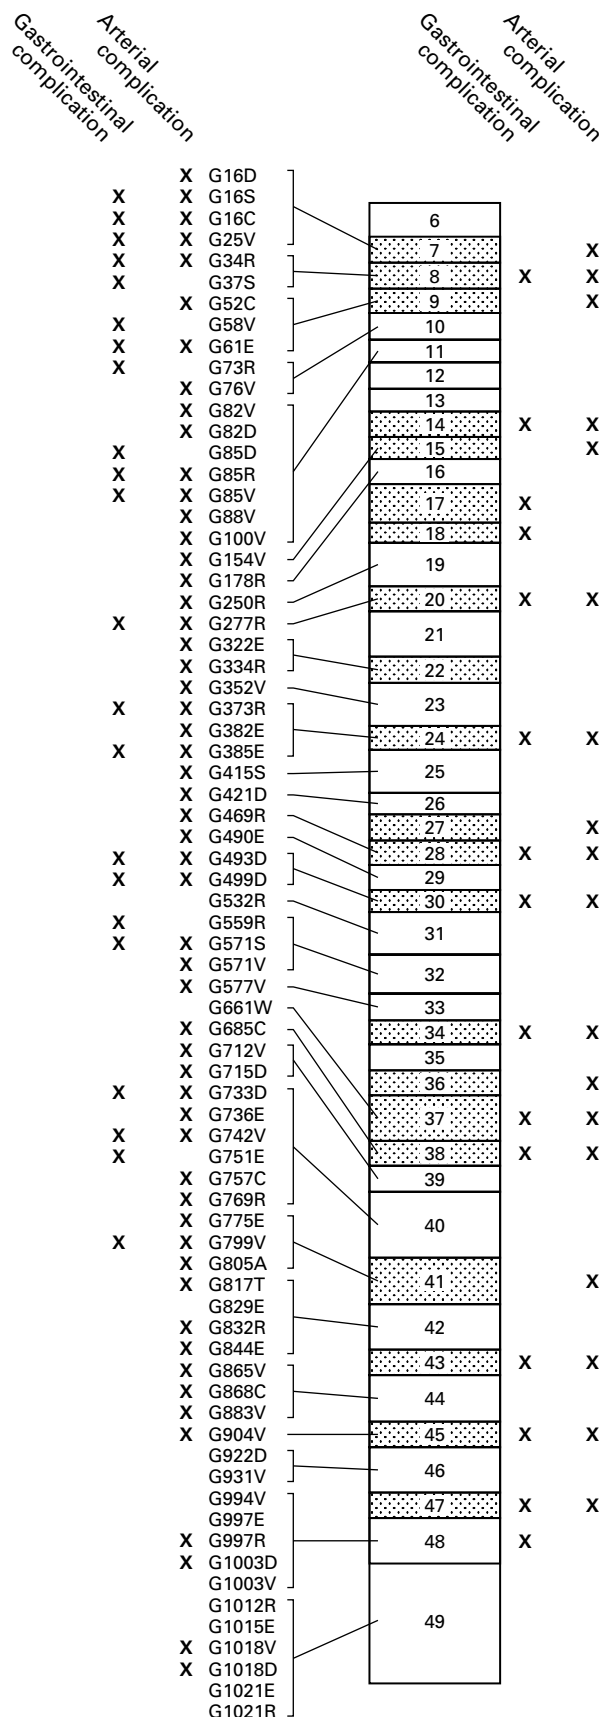 Gastrointestinal
complication
Arterial
complication
X G16D
X X G16S
X X G16C
X X G25V
X X G34R
X G37S
X G52C
X G58V
X X G61E
X G73R
X G76V
X G82V
X G82D
X G85D
X X G85R
X X G85V
X G88V
X G100V
X G154V
X G178R
X G250R
X X G277R
X G322E
X G334R
X G352V
X X G373R
X G382E
X X G385E
X G415S
X G421D
X G469R
X G490E
X X G493D
X X G499D
G532R
X G559R
X X G571S
X G571V
X G577V
G661W
X G685C
X G712V
X G715D
X X G733D
X G736E
X X G742V
X G751E
X G757C
X G769R
X G775E
X X G799V
X G805A
X G817T
G829E
X G832R
X G844E
X G865V
X G868C
X G883V
X G904V
G922D
G931V
G994V
G997E
X G997R
X G1003D
G1003V
G1012R
G1015E
X G1018V
X G1018D
G1021E
G1021R
Gastrointestinal
complication
Arterial
complication
6
7 X
8 X X
9 X
10
11
12
13
14 X X
15 X
16
17 X
18 X
19
20 X X
21
22
23
24 X X
25
26
27 X
28 X X
29
30 X X
31
32
33
34 X X
35
36 X
37 X X
38 X X
39
40
41 X
42
43 X X
44
45 X X
46
47 X X
48 X
49